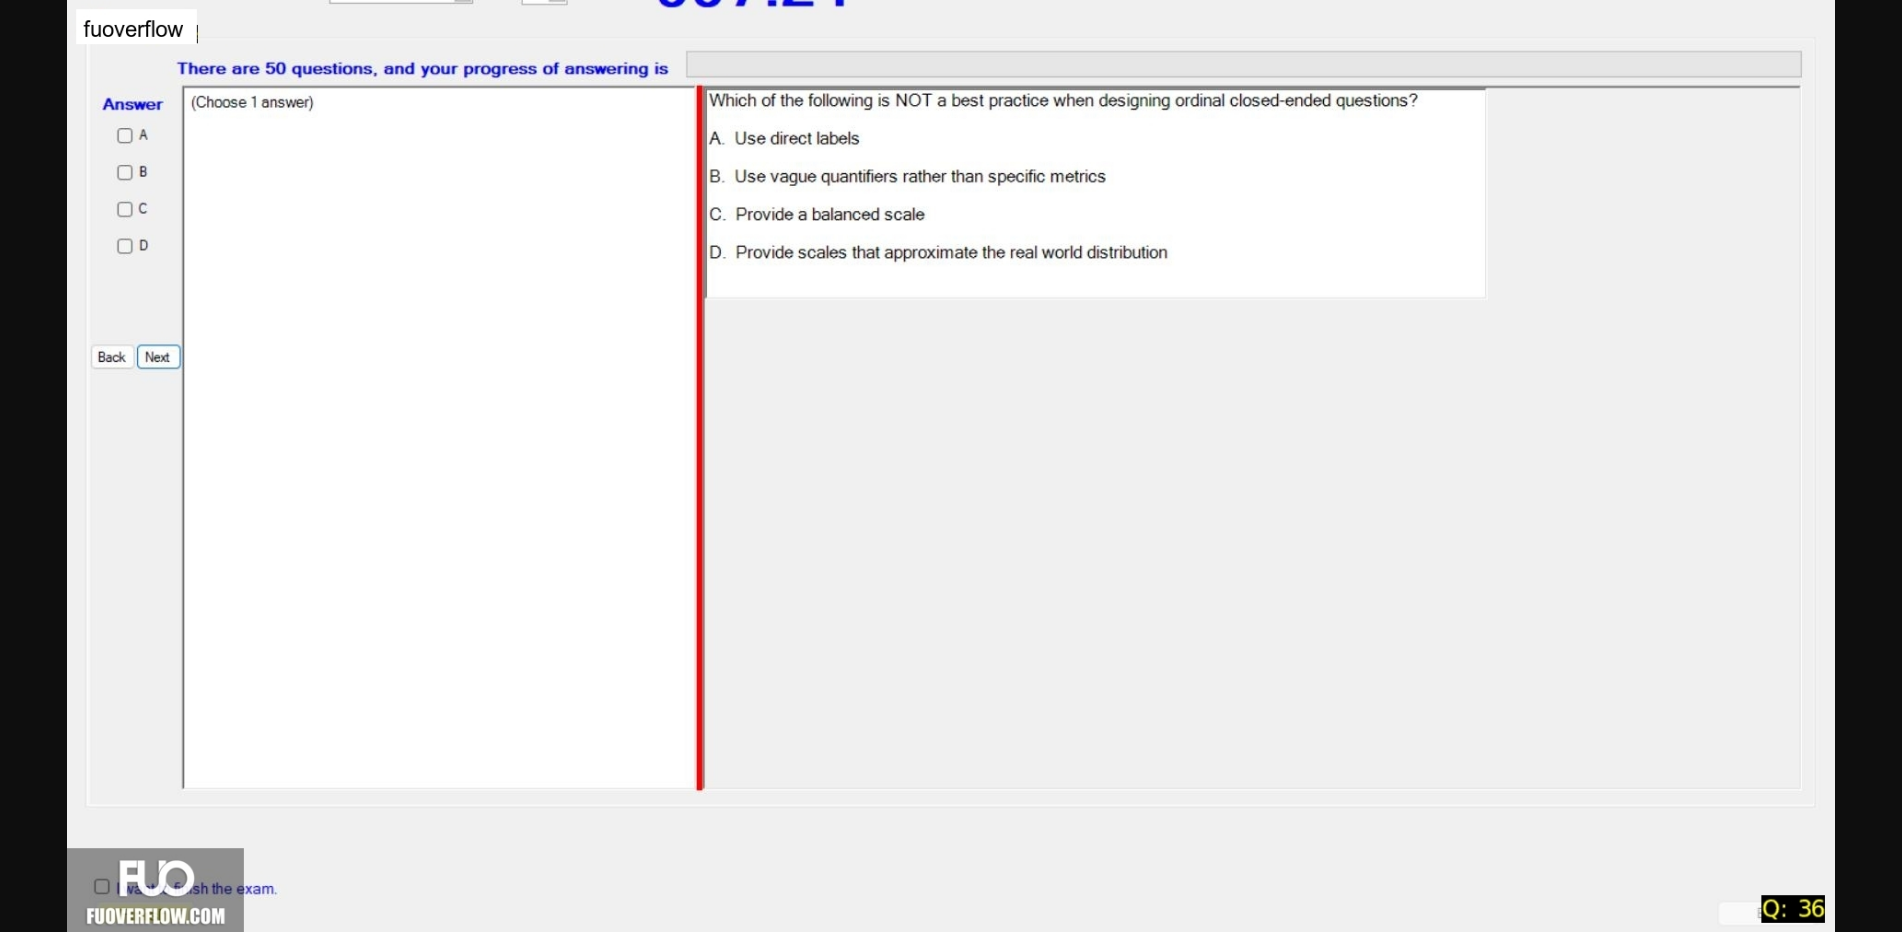 fuoverflow
There are 50 questions, and your progress of answering is
Answer
(Choose 1 answer)
A
B
C
D
Back
Next
Which of the following is NOT a best practice when designing ordinal closed-ended questions?
A. Use direct labels
B. Use vague quantifiers rather than specific metrics
C. Provide a balanced scale
D. Provide scales that approximate the real world distribution
I want finish the exam.
FUO
FUOVERFLOW.COM
Q: 36